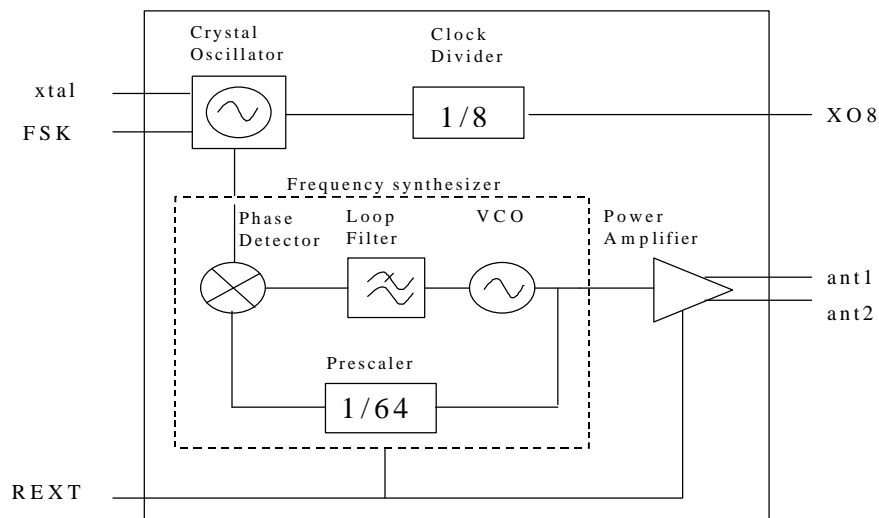 Crystal
Oscillator
Clock
Divider
xtal
FSK
1/8
XO8
Frequency synthesizer
Phase
Detector
Loop
Filter
VCO
Power
Amplifier
ant1
ant2
Prescaler
1/64
REXT